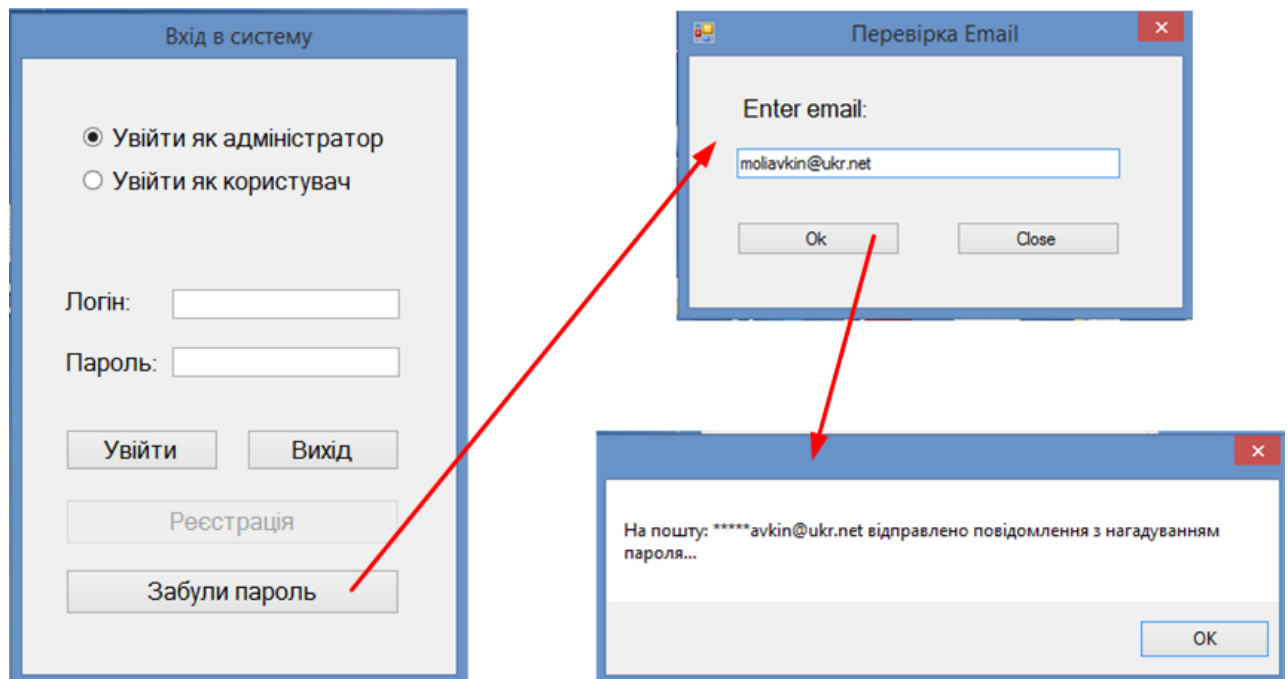 Вхід в систему
Увійти як адміністратор
Увійти як користувач
Логін:
Пароль:
Увійти
Вихід
Реєстрація
Забули пароль
Перевірка Email
Enter email:
moliavkin@ukr.net
Ok
Close
На пошту: *****avkin@ukr.net відправлено повідомлення з нагадуванням
пароля...
OK